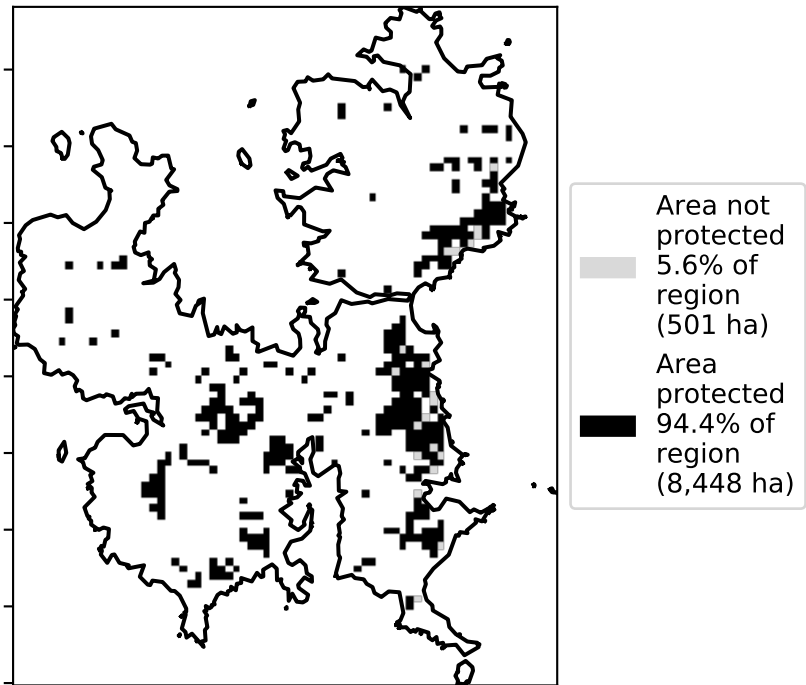 Area not
protected
5.6% of
region
(501 ha)
Area
protected
94.4% of
region
(8,448 ha)